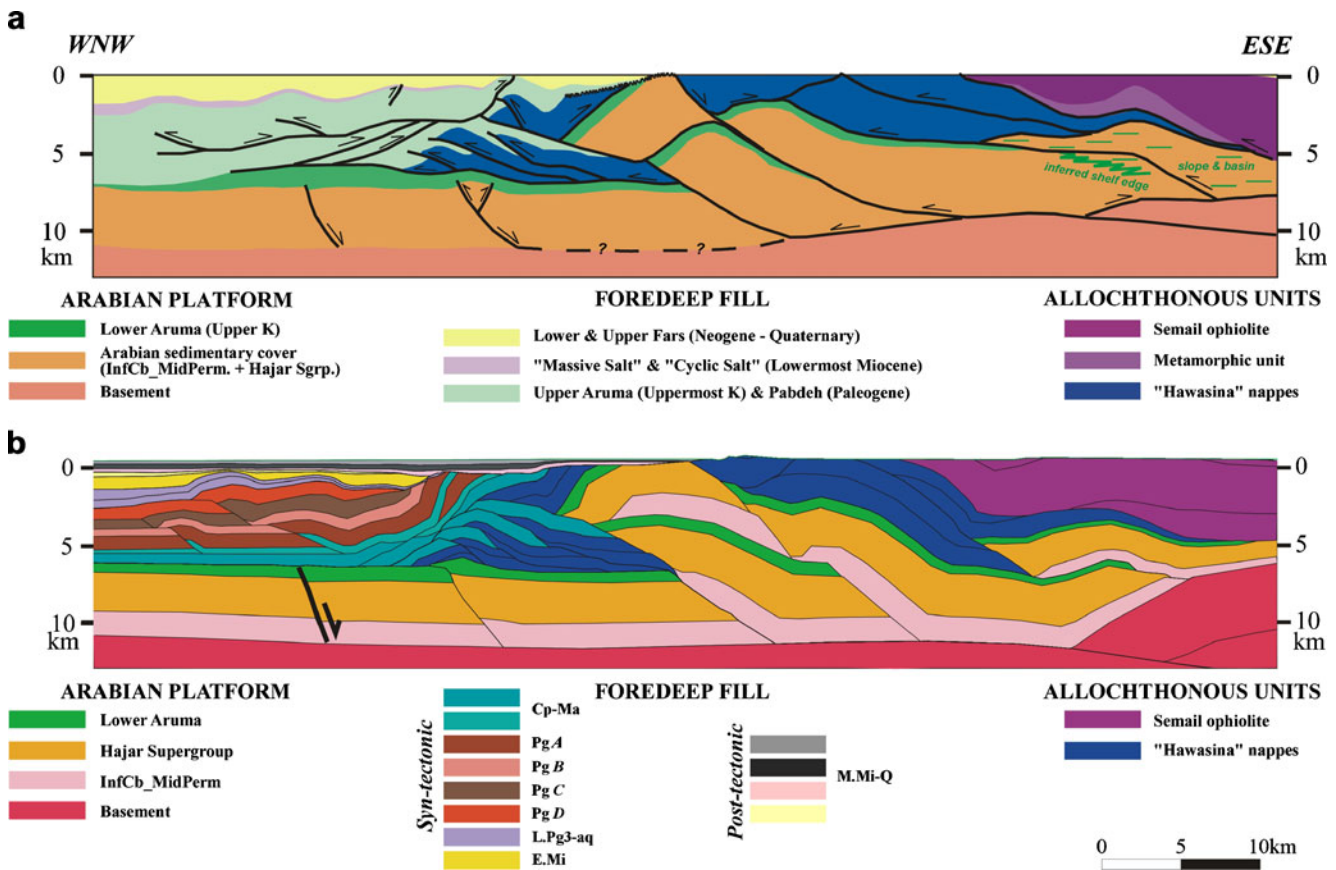 a
WNW
ESE
0
0
5
5
10
10
km
km
inferred shelf edge
slope & basin
?
?
ARABIAN PLATFORM
Lower Aruma (Upper K)
Arabian sedimentary cover
(InfCb_MidPerm. + Hajar Sgrp.)
Basement
FOREDEEP FILL
Lower & Upper Fars (Neogene - Quaternary)
"Massive Salt" & "Cyclic Salt" (Lowermost Miocene)
Upper Aruma (Uppermost K) & Pabdeh (Paleogene)
ALLOCHTHONOUS UNITS
Semail ophiolite
Metamorphic unit
"Hawasina" nappes
b
0
0
5
5
10
10
km
km
ARABIAN PLATFORM
Lower Aruma
Hajar Supergroup
InfCb_MidPerm
Basement
FOREDEEP FILL
Syn-tectonic
Cp-Ma
Pg A
Pg B
Pg C
Pg D
L.Pg3-aq
E.Mi
Post-tectonic
M.Mi-Q
ALLOCHTHONOUS UNITS
Semail ophiolite
"Hawasina" nappes
0 5 10km